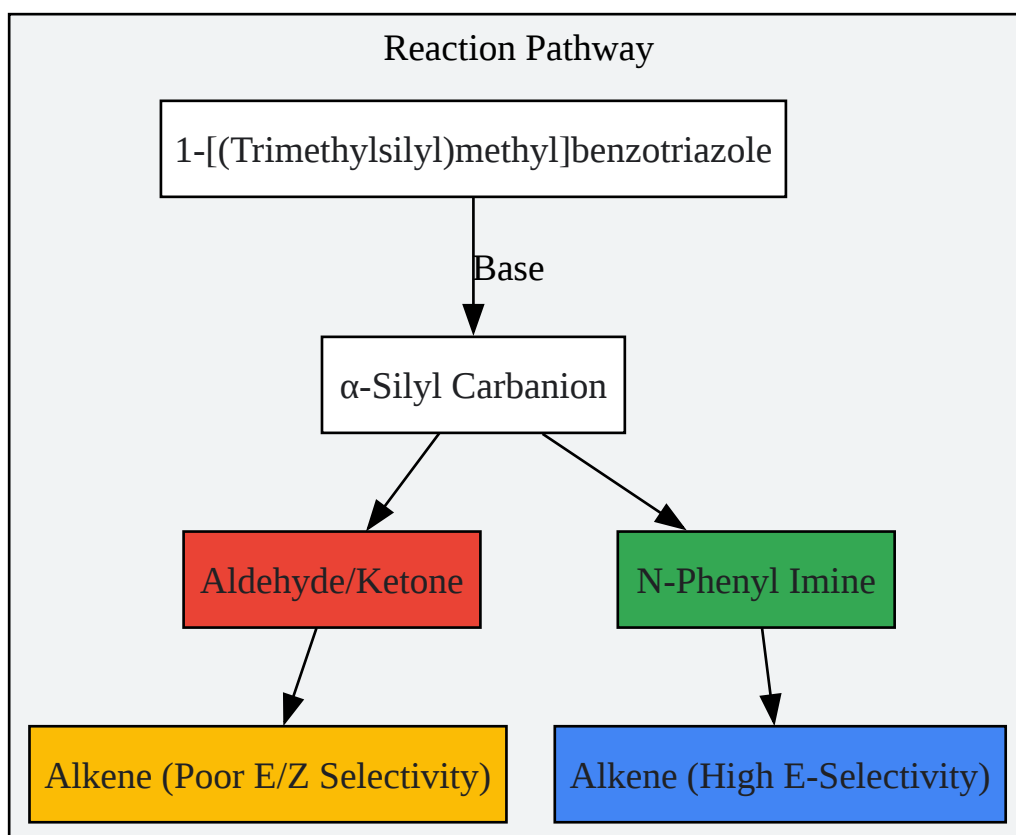 Reaction Pathway
1-[(Trimethylsilyl)methyl]benzotriazole
Base
α-Silyl Carbanion
Aldehyde/Ketone
N-Phenyl Imine
Alkene (Poor E/Z Selectivity)
Alkene (High E-Selectivity)